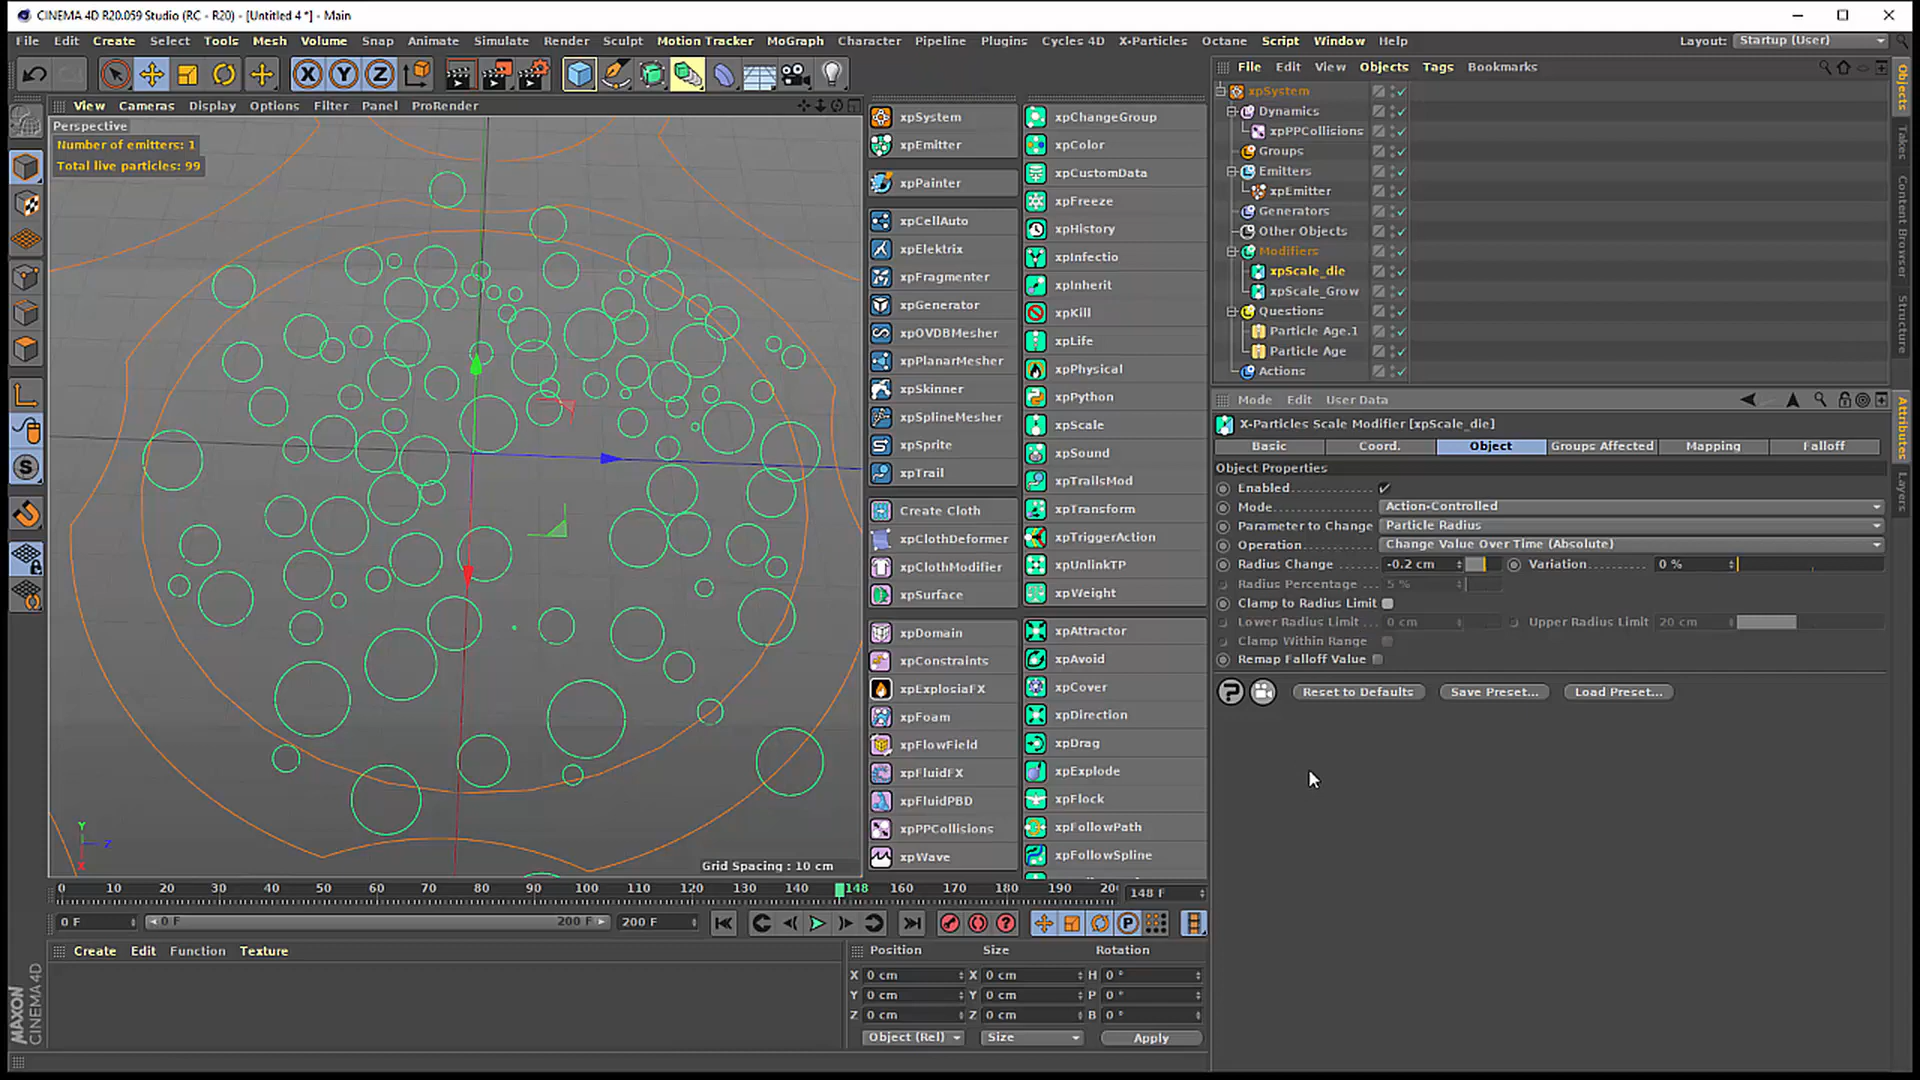 CINEMA 4D R20.059 Studio (RC - R20) - [Untitled 4 *] - Main
File Edit Create Select Tools Mesh Volume Snap Animate Simulate Render Sculpt Motion Tracker MoGraph Character Pipeline Plugins Cycles 4D X-Particles Octane Script Window Help
Layout: Startup (User)
View Cameras Display Options Filter Panel ProRender
Perspective
Number of emitters: 1
Total live particles: 99
Grid Spacing : 10 cm
Y
Z
X
xpSystem
xpEmitter
xpPainter
xpCellAuto
xpElektrix
xpFragmenter
xpGenerator
xpOVDBMesher
xpPlanarMesher
xpSkinner
xpSplineMesher
xpSprite
xpTrail
Create Cloth
xpClothDeformer
xpClothModifier
xpSurface
xpDomain
xpConstraints
xpExplosiaFX
xpFoam
xpFlowField
xpFluidFX
xpFluidPBD
xpPPCollisions
xpWave
xpChangeGroup
xpColor
xpCustomData
xpFreeze
xpHistory
xpInfectio
xpInherit
xpKill
xpLife
xpPhysical
xpPython
xpScale
xpSound
xpTrailsMod
xpTransform
xpTriggerAction
xpUnlinkTP
xpWeight
xpAttractor
xpAvoid
xpCover
xpDirection
xpDrag
xpExplode
xpFlock
xpFollowPath
xpFollowSpline
File Edit View Objects Tags Bookmarks
xpSystem
Dynamics
xpPPCollisions
Groups
Emitters
xpEmitter
Generators
Other Objects
Modifiers
xpScale_die
xpScale_Grow
Questions
Particle Age.1
Particle Age
Actions
Objects
Takes
Content Browser
Structure
Attributes
Layers
Mode Edit User Data
X-Particles Scale Modifier [xpScale_die]
Basic Coord. Object Groups Affected Mapping Falloff
Object Properties
Enabled
Mode Action-Controlled
Parameter to Change Particle Radius
Operation Change Value Over Time (Absolute)
Radius Change -0.2 cm Variation 0 %
Radius Percentage 5 %
Clamp to Radius Limit
Lower Radius Limit 0 cm Upper Radius Limit 20 cm
Clamp Within Range
Remap Falloff Value
Reset to Defaults Save Preset... Load Preset...
0 10 20 30 40 50 60 70 80 90 100 110 120 130 140 148 160 170 180 190 20 148 F
0 F 0 F 200 F 200 F
Create Edit Function Texture
Position Size Rotation
X 0 cm X 0 cm H 0 °
Y 0 cm Y 0 cm P 0 °
Z 0 cm Z 0 cm B 0 °
Object (Rel) Size Apply
MAXON
CINEMA 4D